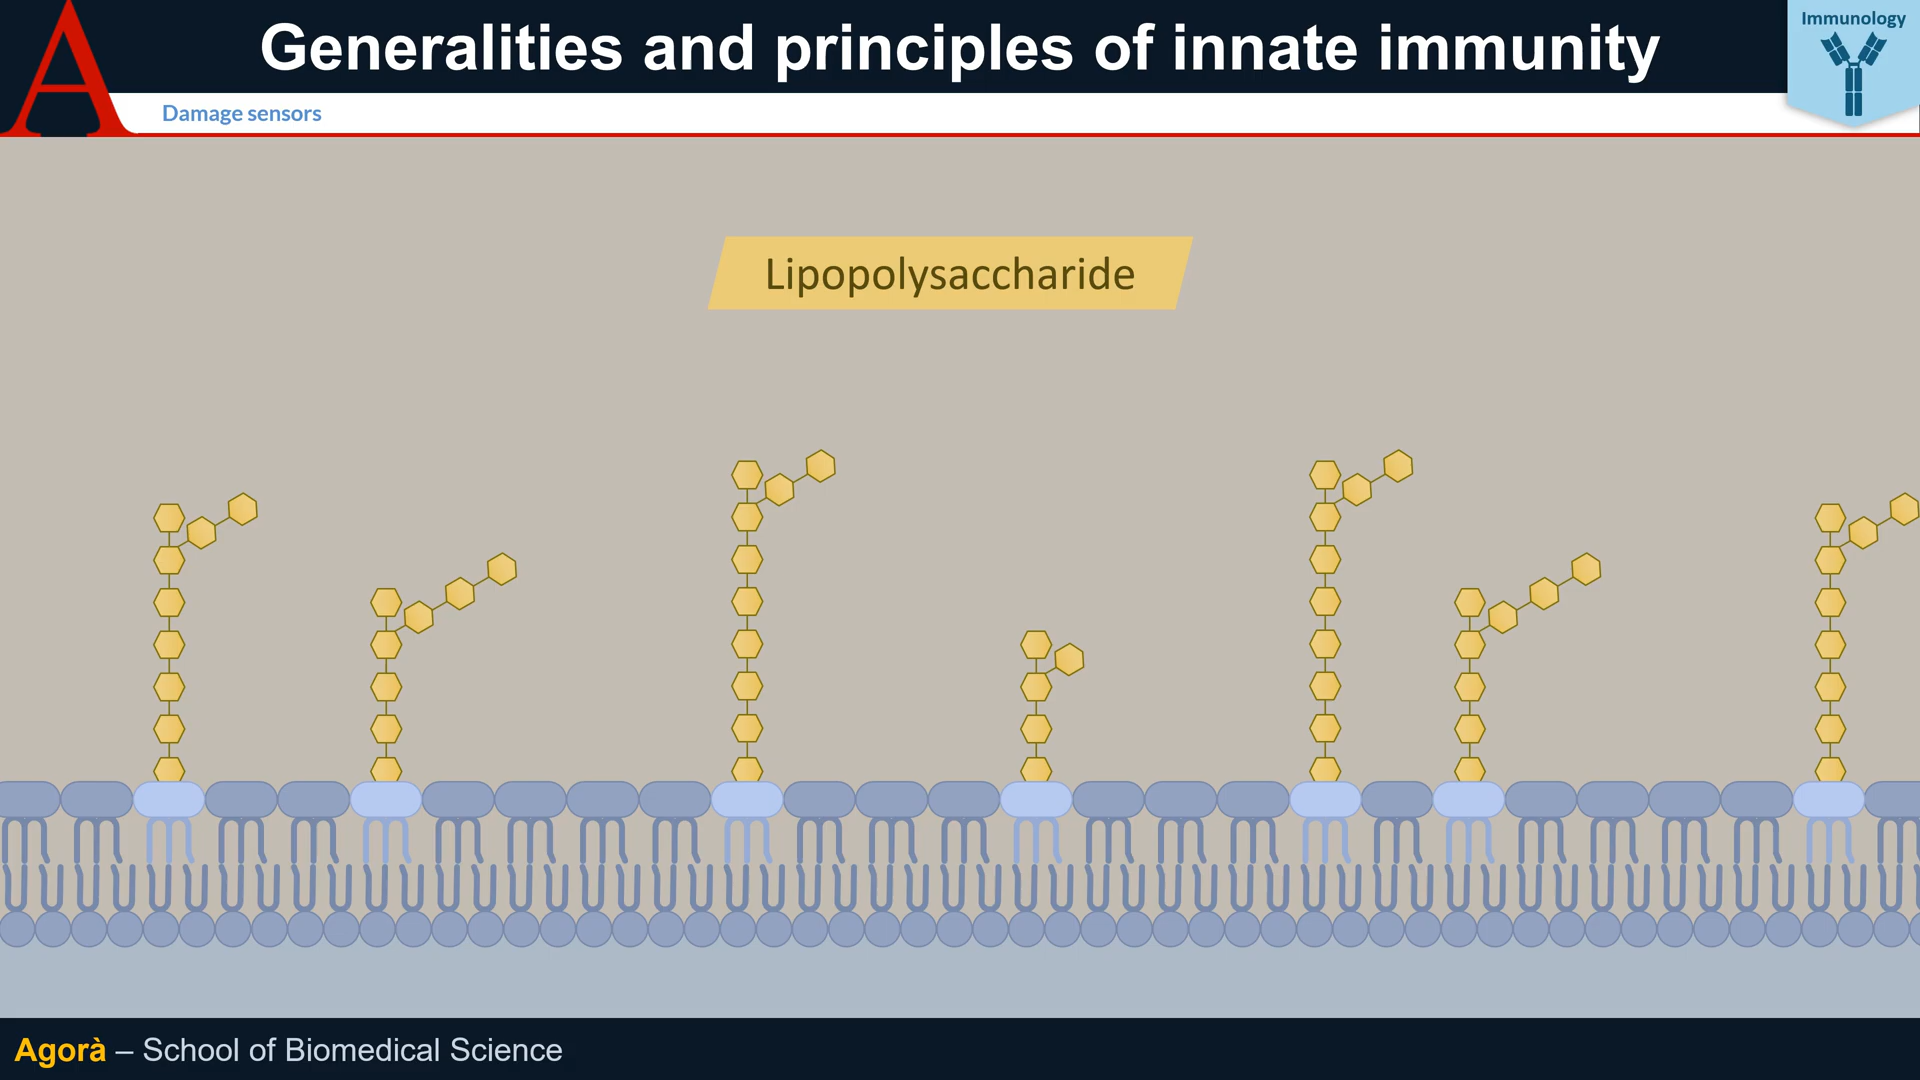 Generalities and principles of innate immunity
Immunology
Damage sensors
Lipopolysaccharide
Agorà – School of Biomedical Science